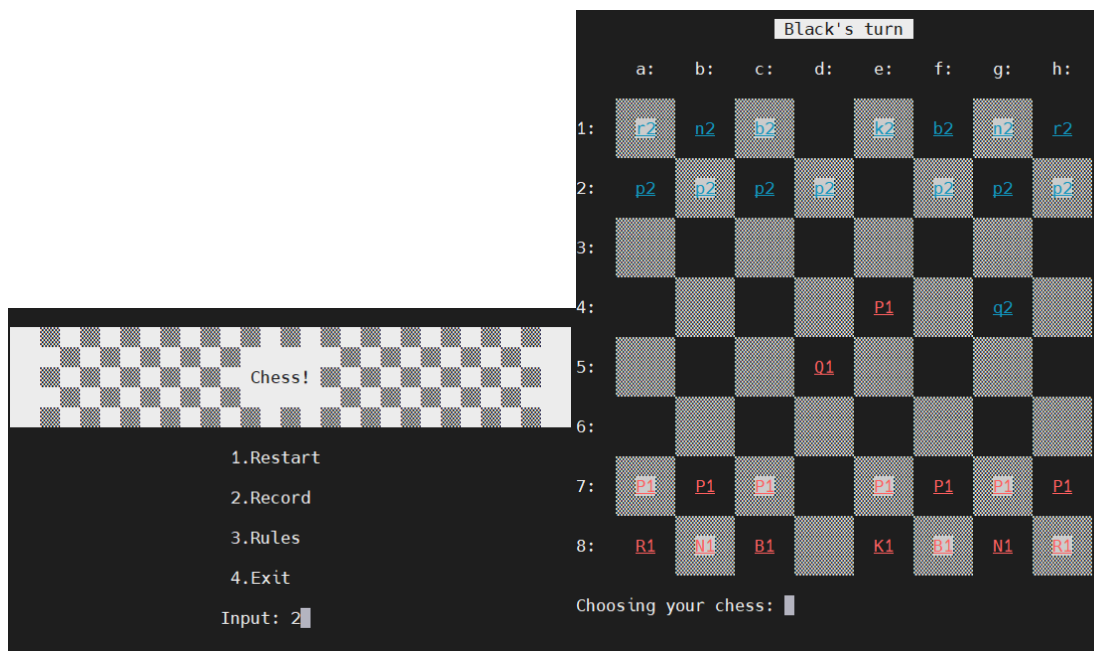 Chess!
1.Restart
2.Record
3.Rules
4.Exit
Input: 2
Black's turn
a: b: c: d: e: f: g: h:
1: r2 n2 b2 k2 b2 n2 r2
2: p2 p2 p2 p2 p2 p2 p2
3:
4: P1 q2
5: Q1
6:
7: P1 P1 P1 P1 P1 P1 P1
8: R1 N1 B1 K1 B1 N1 R1
Choosing your chess: